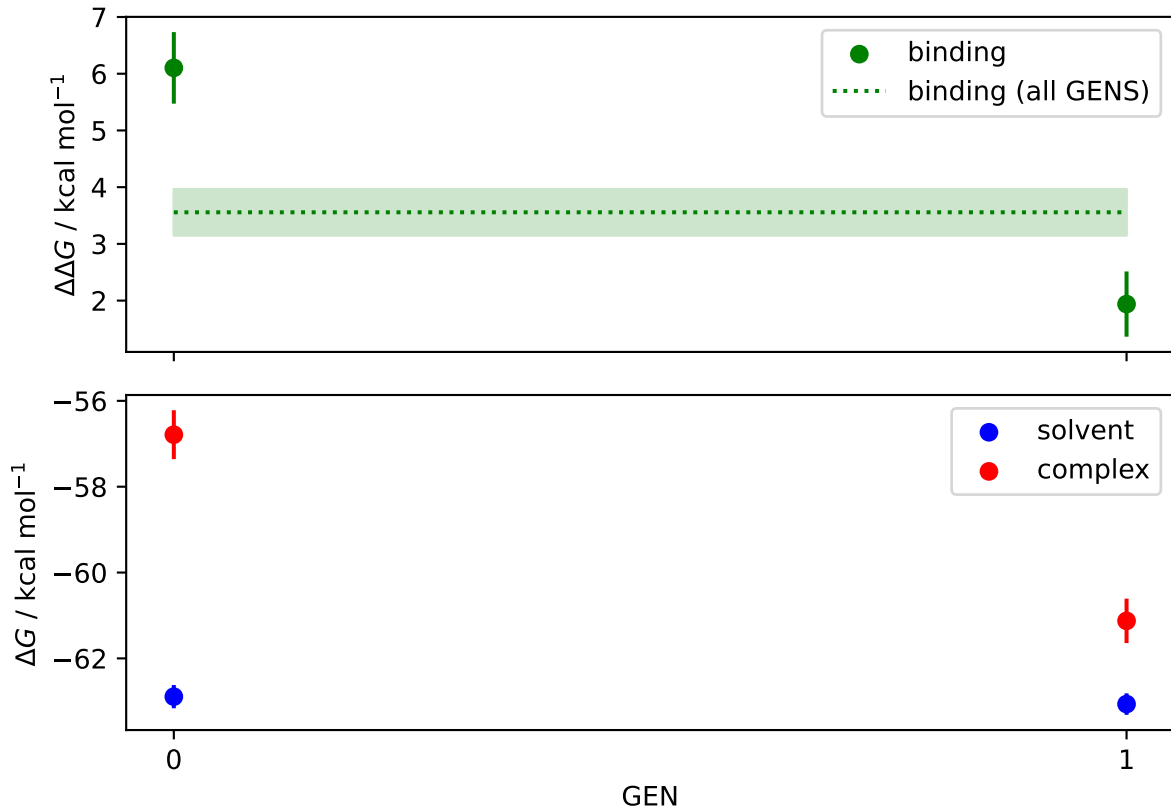 7
6
5
4
3
2
ΔΔG / kcal mol⁻¹
binding
binding (all GENS)
−56
−58
−60
−62
ΔG / kcal mol⁻¹
solvent
complex
0
1
GEN